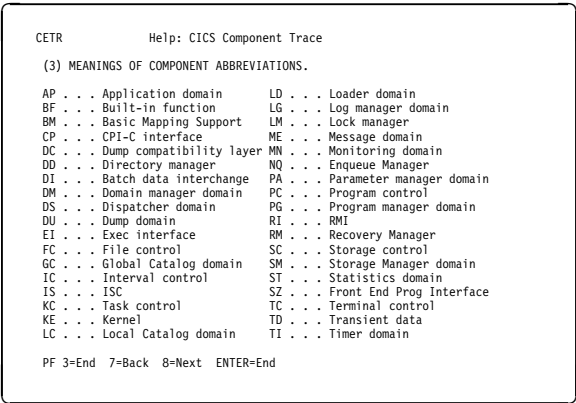 CETR Help: CICS Component Trace
(3) MEANINGS OF COMPONENT ABBREVIATIONS.
AP . . . Application domain LD . . . Loader domain
BF . . . Built-in function LG . . . Log manager domain
BM . . . Basic Mapping Support LM . . . Lock manager
CP . . . CPI-C interface ME . . . Message domain
DC . . . Dump compatibility layer MN . . . Monitoring domain
DD . . . Directory manager NQ . . . Enqueue Manager
DI . . . Batch data interchange PA . . . Parameter manager domain
DM . . . Domain manager domain PC . . . Program control
DS . . . Dispatcher domain PG . . . Program manager domain
DU . . . Dump domain RI . . . RMI
EI . . . Exec interface RM . . . Recovery Manager
FC . . . File control SC . . . Storage control
GC . . . Global Catalog domain SM . . . Storage Manager domain
IC . . . Interval control ST . . . Statistics domain
IS . . . ISC SZ . . . Front End Prog Interface
KC . . . Task control TC . . . Terminal control
KE . . . Kernel TD . . . Transient data
LC . . . Local Catalog domain TI . . . Timer domain
PF 3=End 7=Back 8=Next ENTER=End